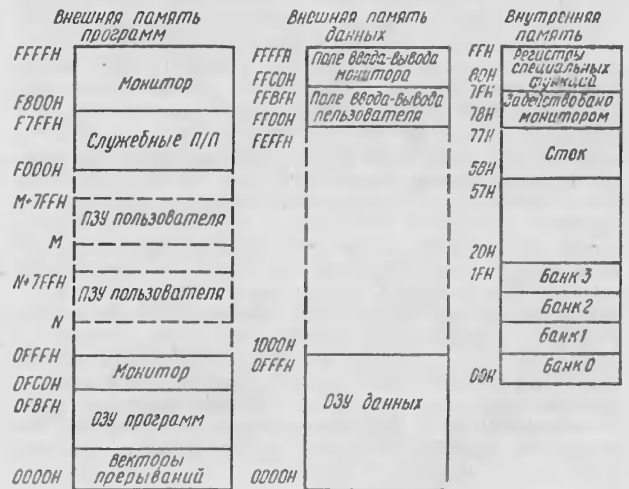 Внешняя память
программ
FFFFH
Монитор
F800H
F7FFH
Служебные П/П
F000H
M+7FFH
ПЗУ пользователя
M
N+7FFH
ПЗУ пользователя
N
0FFFH
Монитор
0FC0H
0FBFH
ОЗУ программ
Векторы
прерываний
0000H
Внешняя память
данных
FFFFH
Поле ввода-вывода
монитора
FFC0H
FFBFH
Поле ввода-вывода
пользователя
FF00H
FEFFH
1000H
0FFFH
ОЗУ данных
0000H
Внутренняя
память
FFH
Регистры
специальных
функций
80H
7FH
Задействовано
монитором
78H
77H
Стек
58H
57H
20H
1FH
Банк 3
Банк 2
Банк 1
Банк 0
00H